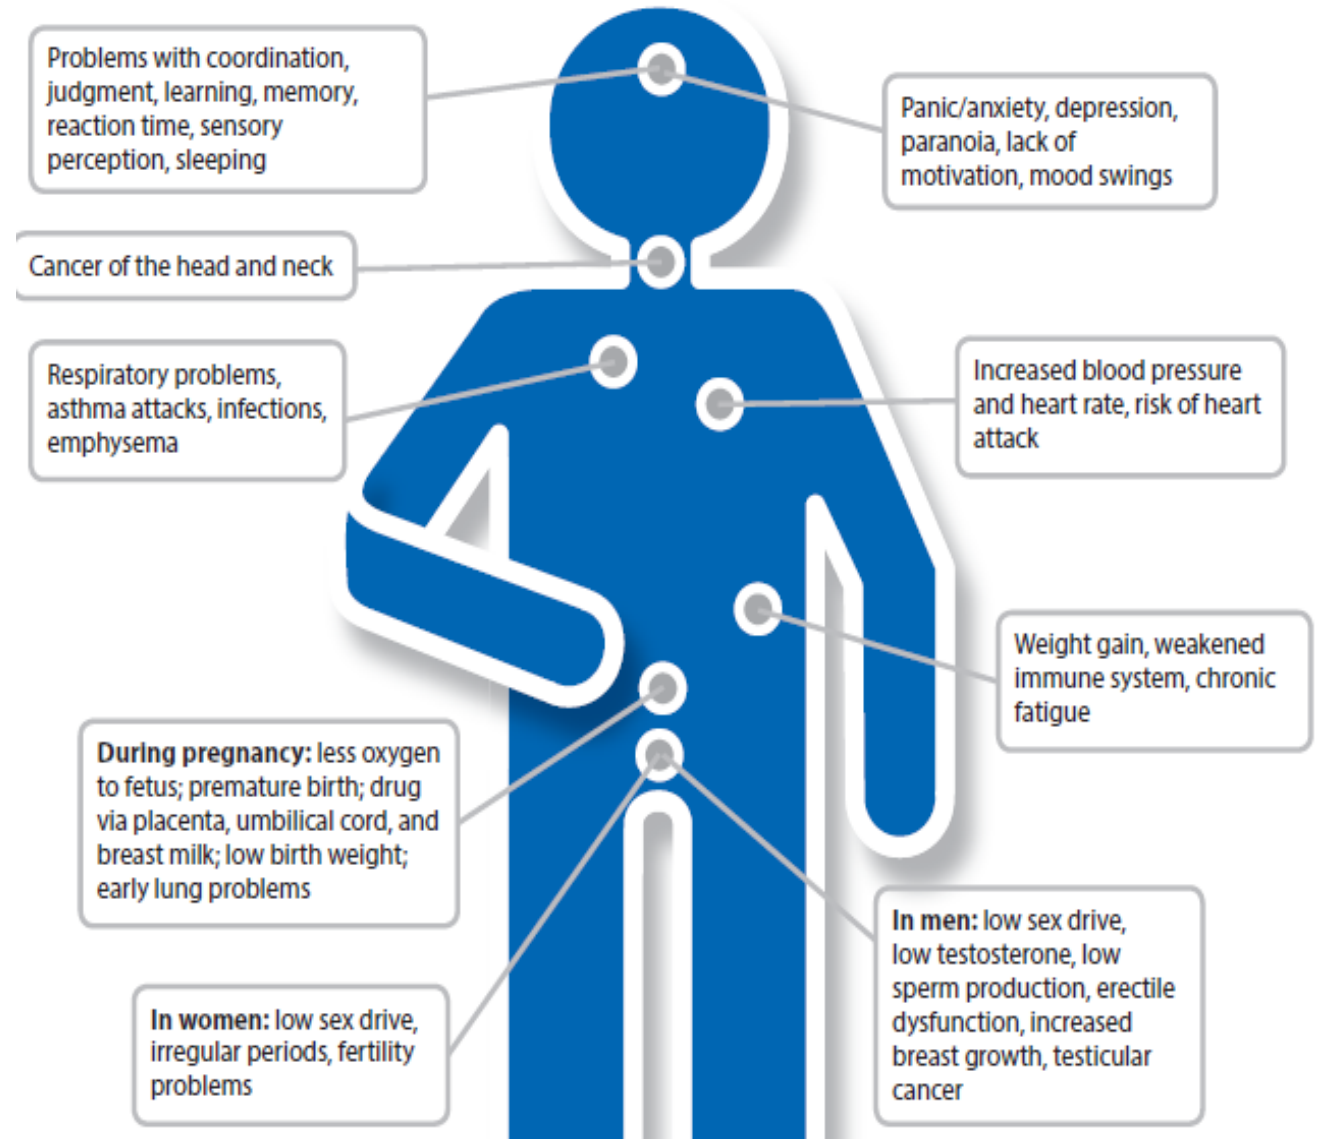 Problems with coordination,
judgment, learning, memory,
reaction time, sensory
perception, sleeping
Panic/anxiety, depression,
paranoia, lack of
motivation, mood swings
Cancer of the head and neck
Respiratory problems,
asthma attacks, infections,
emphysema
Increased blood pressure
and heart rate, risk of heart
attack
Weight gain, weakened
immune system, chronic
fatigue
During pregnancy: less oxygen
to fetus; premature birth; drug
via placenta, umbilical cord, and
breast milk; low birth weight;
early lung problems
In men: low sex drive,
low testosterone, low
sperm production, erectile
dysfunction, increased
breast growth, testicular
cancer
In women: low sex drive,
irregular periods, fertility
problems